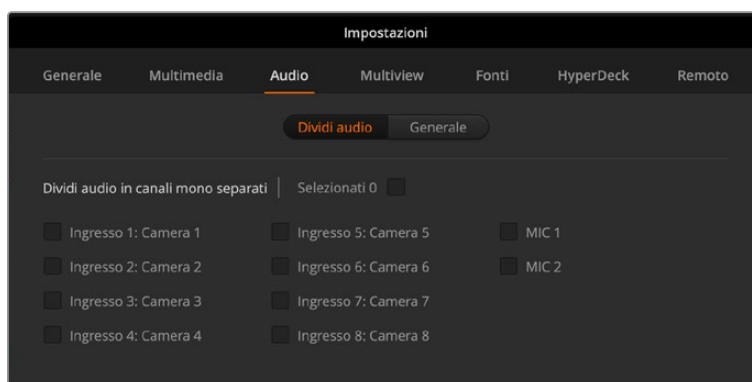 Impostazioni
Generale Multimedia Audio Multiview Fonti HyperDeck Remoto
Dividi audio Generale
Dividi audio in canali mono separati Selezionati 0
Ingresso 1: Camera 1 Ingresso 5: Camera 5 MIC 1
Ingresso 2: Camera 2 Ingresso 6: Camera 6 MIC 2
Ingresso 3: Camera 3 Ingresso 7: Camera 7
Ingresso 4: Camera 4 Ingresso 8: Camera 8